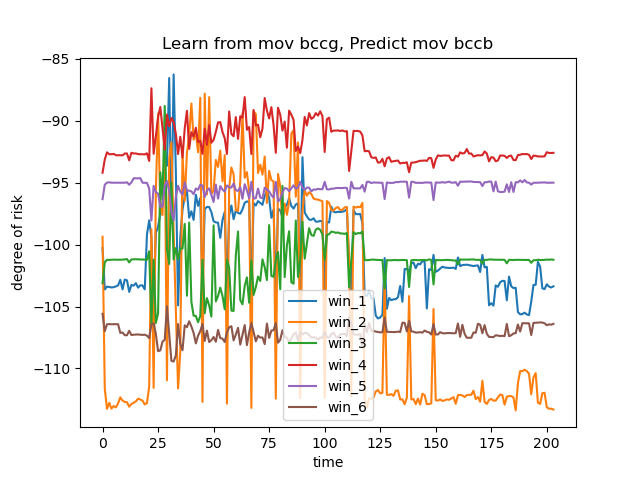 Learn from mov bccg, Predict mov bccb
degree of risk
−85
−90
−95
−100
−105
−110
win_1
win_2
win_3
win_4
win_5
win_6
0 25 50 75 100 125 150 175 200
time